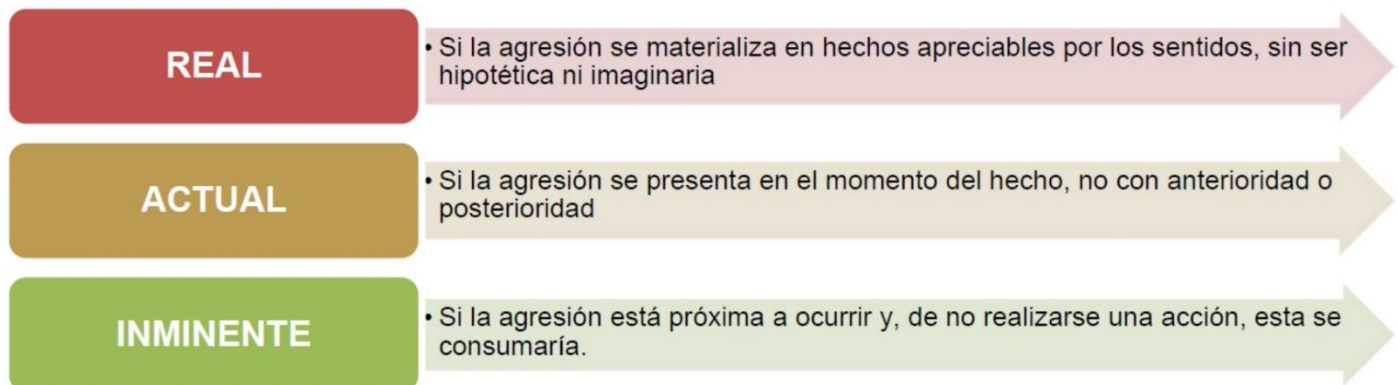 REAL
• Si la agresión se materializa en hechos apreciables por los sentidos, sin ser
hipotética ni imaginaria
ACTUAL
• Si la agresión se presenta en el momento del hecho, no con anterioridad o
posterioridad
INMINENTE
• Si la agresión está próxima a ocurrir y, de no realizarse una acción, esta se
consumaría.